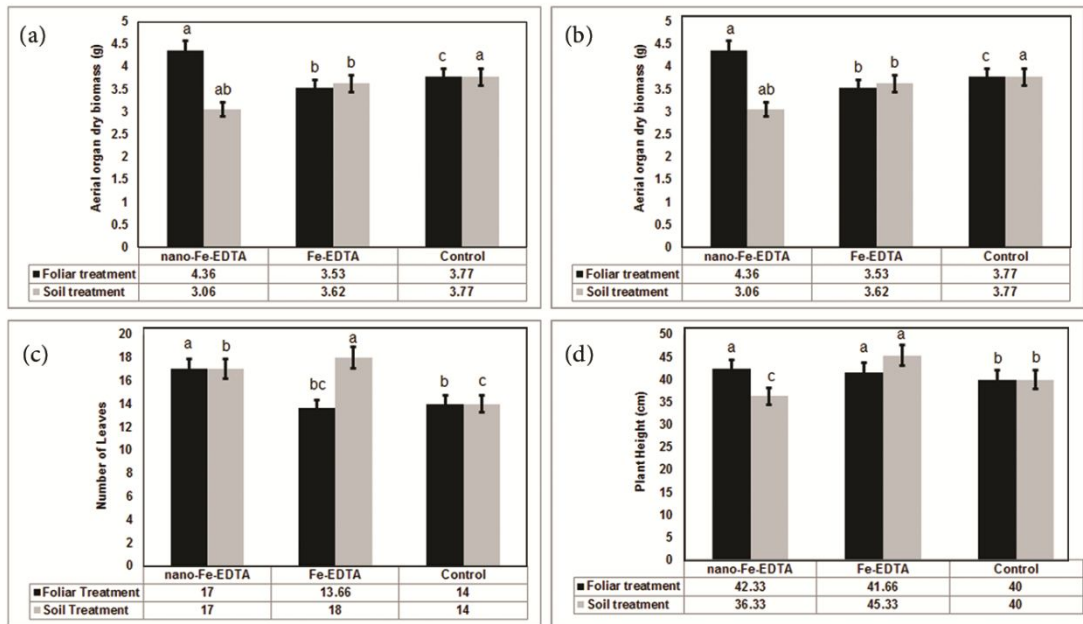 (a)
Aerial organ dry biomass (g)
5
4.5
4
3.5
3
2.5
2
1.5
1
0.5
0
a
ab
b b
c a
nano-Fe-EDTA Fe-EDTA Control
Foliar treatment 4.36 3.53 3.77
Soil treatment 3.06 3.62 3.77
(b)
Aerial organ dry biomass (g)
5
4.5
4
3.5
3
2.5
2
1.5
1
0.5
0
a
ab
b b
c a
nano-Fe-EDTA Fe-EDTA Control
Foliar treatment 4.36 3.53 3.77
Soil treatment 3.06 3.62 3.77
(c)
Number of Leaves
20
18
16
14
12
10
8
6
4
2
0
a b
bc a
b c
nano-Fe-EDTA Fe-EDTA Control
Foliar Treatment 17 13.66 14
Soil Treatment 17 18 14
(d)
Plant Height (cm)
50
45
40
35
30
25
20
15
10
5
0
a c
a a
b b
nano-Fe-EDTA Fe-EDTA Control
Foliar treatment 42.33 41.66 40
Soil treatment 36.33 45.33 40